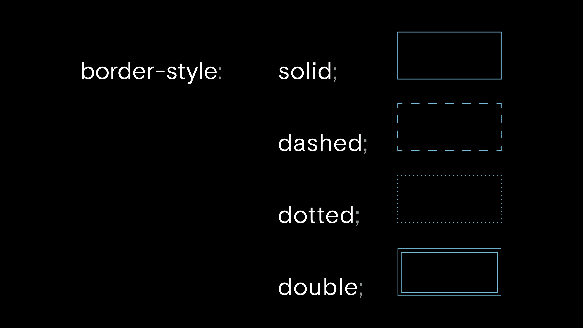 border-style: solid;
dashed;
dotted;
double;